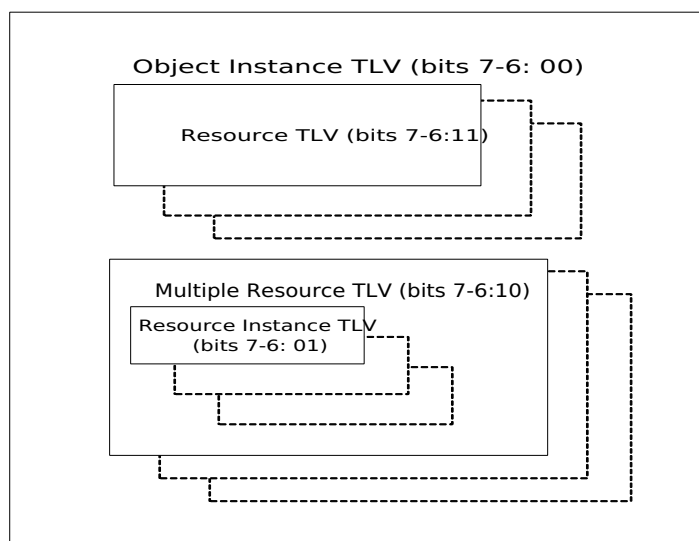 Object Instance TLV (bits 7-6: 00)
Resource TLV (bits 7-6:11)
Multiple Resource TLV (bits 7-6:10)
Resource Instance TLV
(bits 7-6: 01)